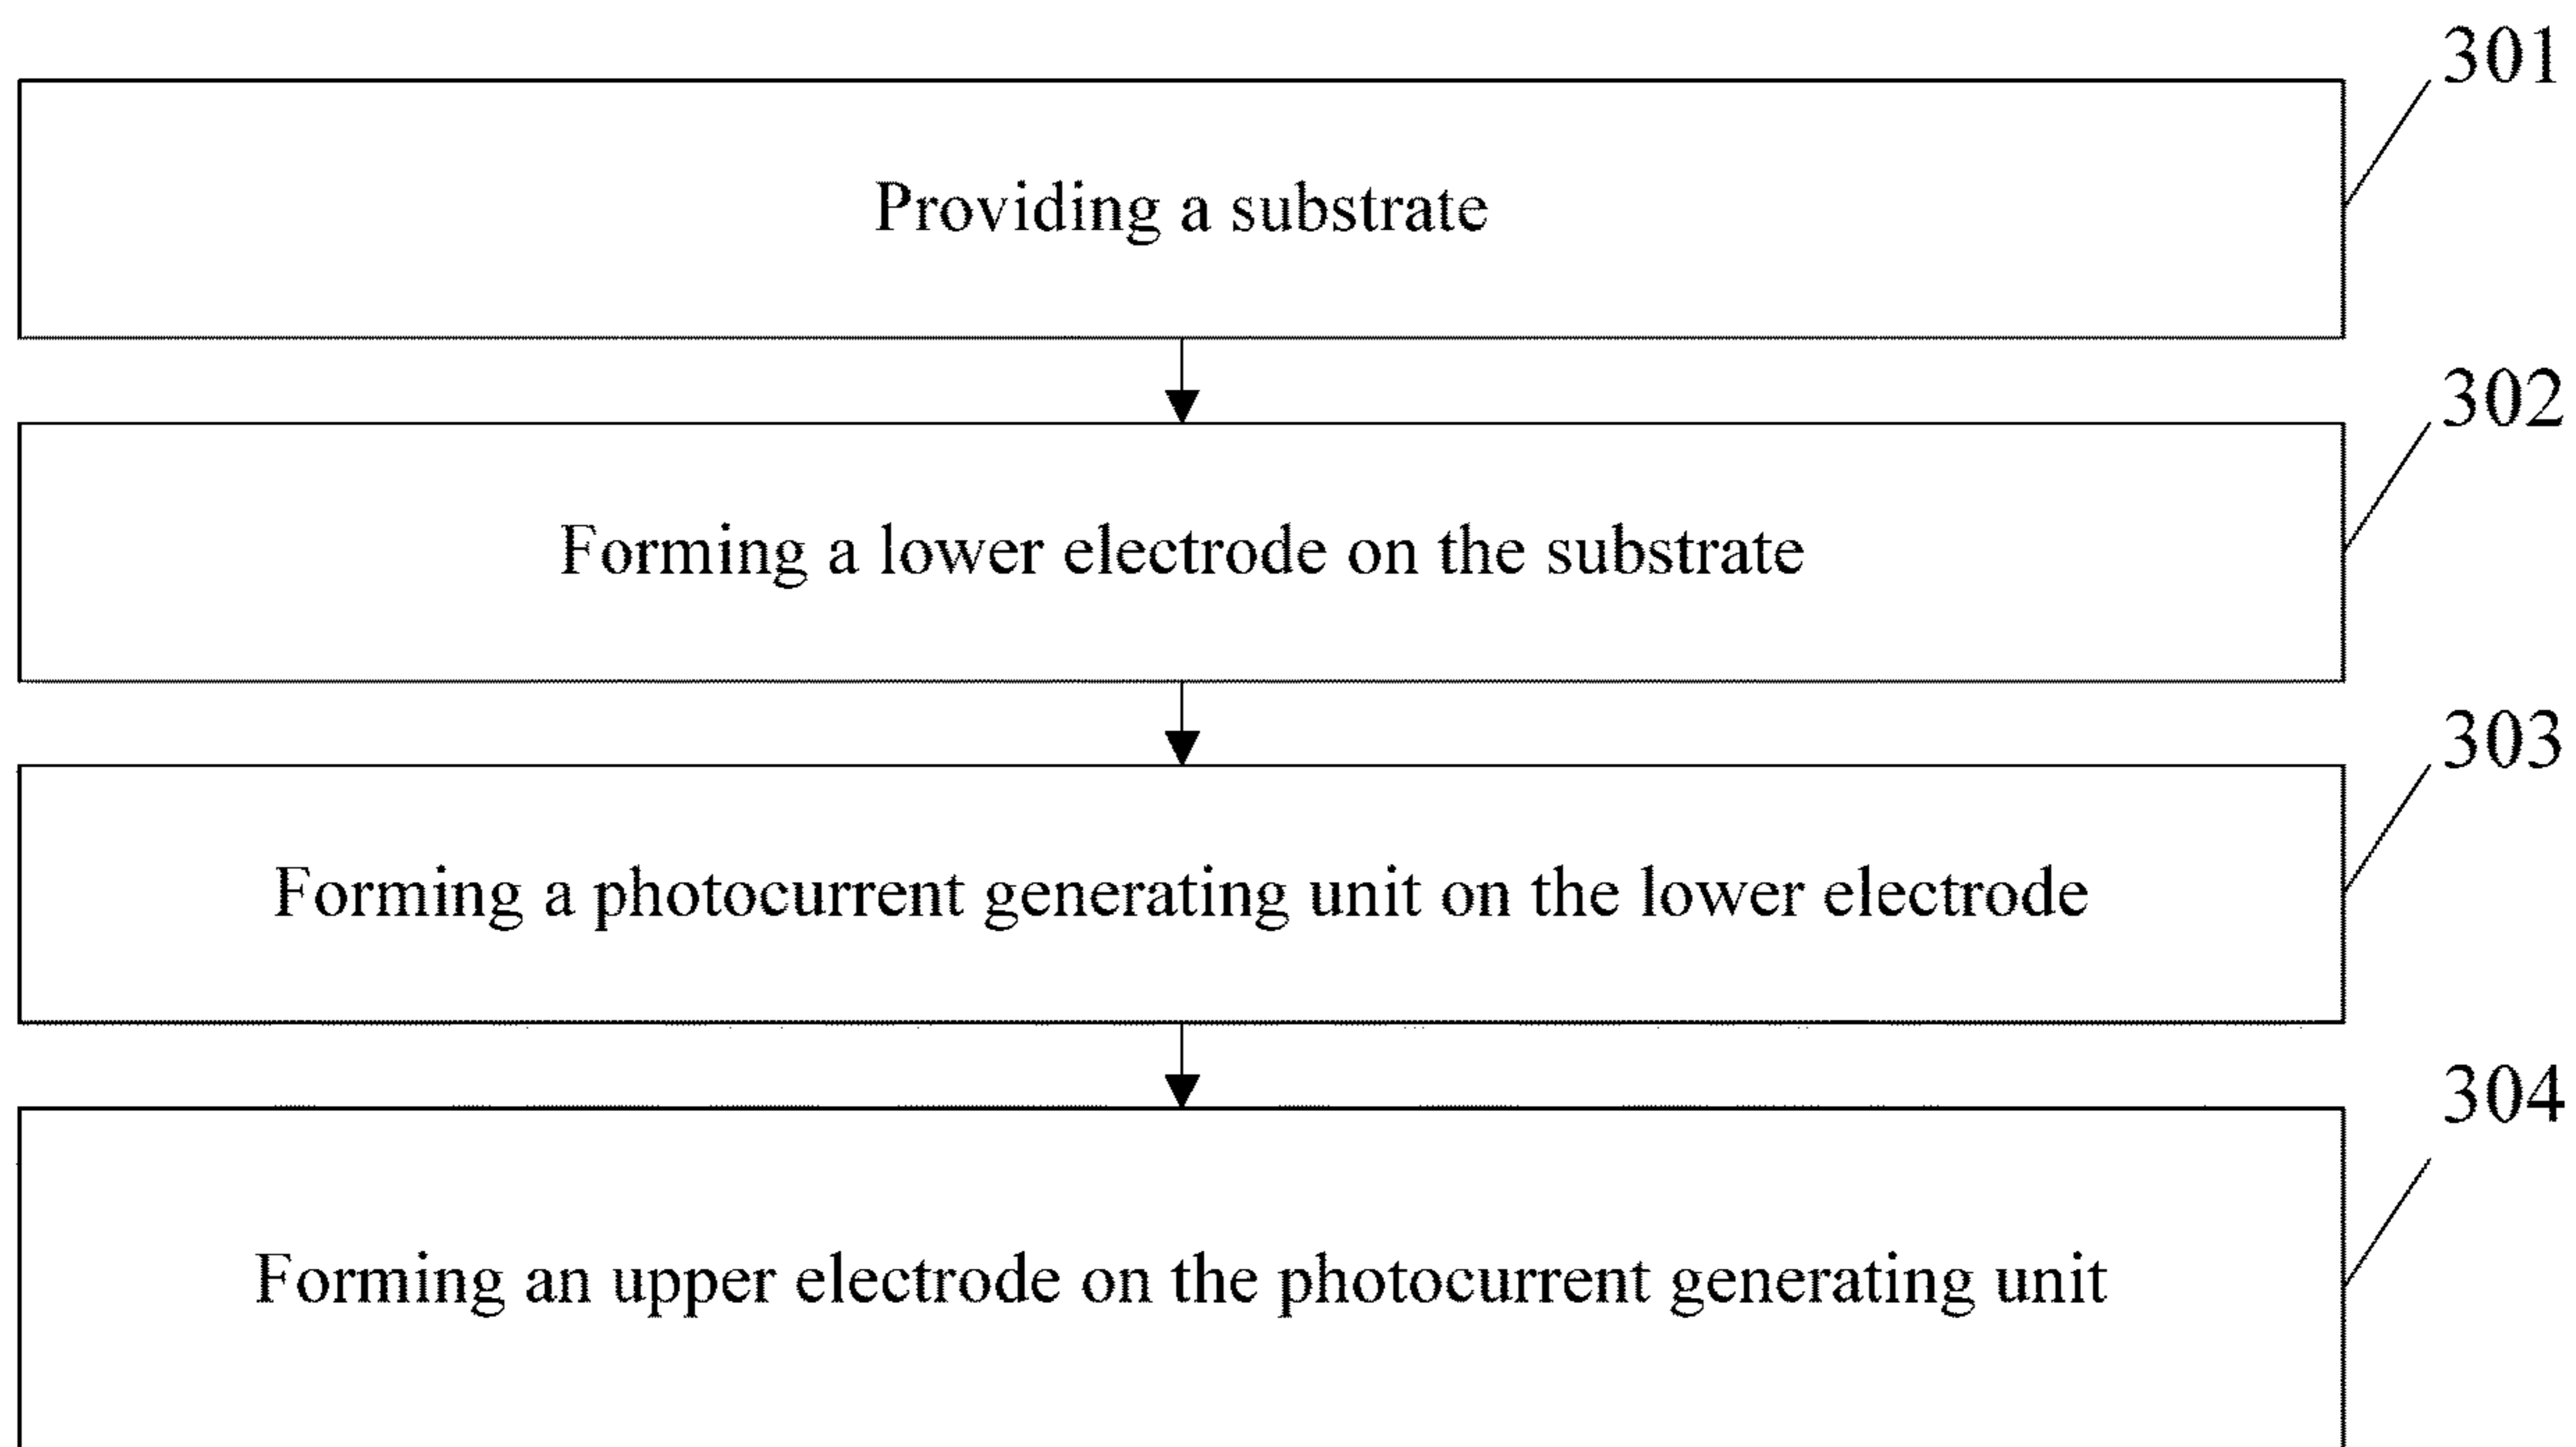 301
Providing a substrate
302
Forming a lower electrode on the substrate
303
Forming a photocurrent generating unit on the lower electrode
304
Forming an upper electrode on the photocurrent generating unit